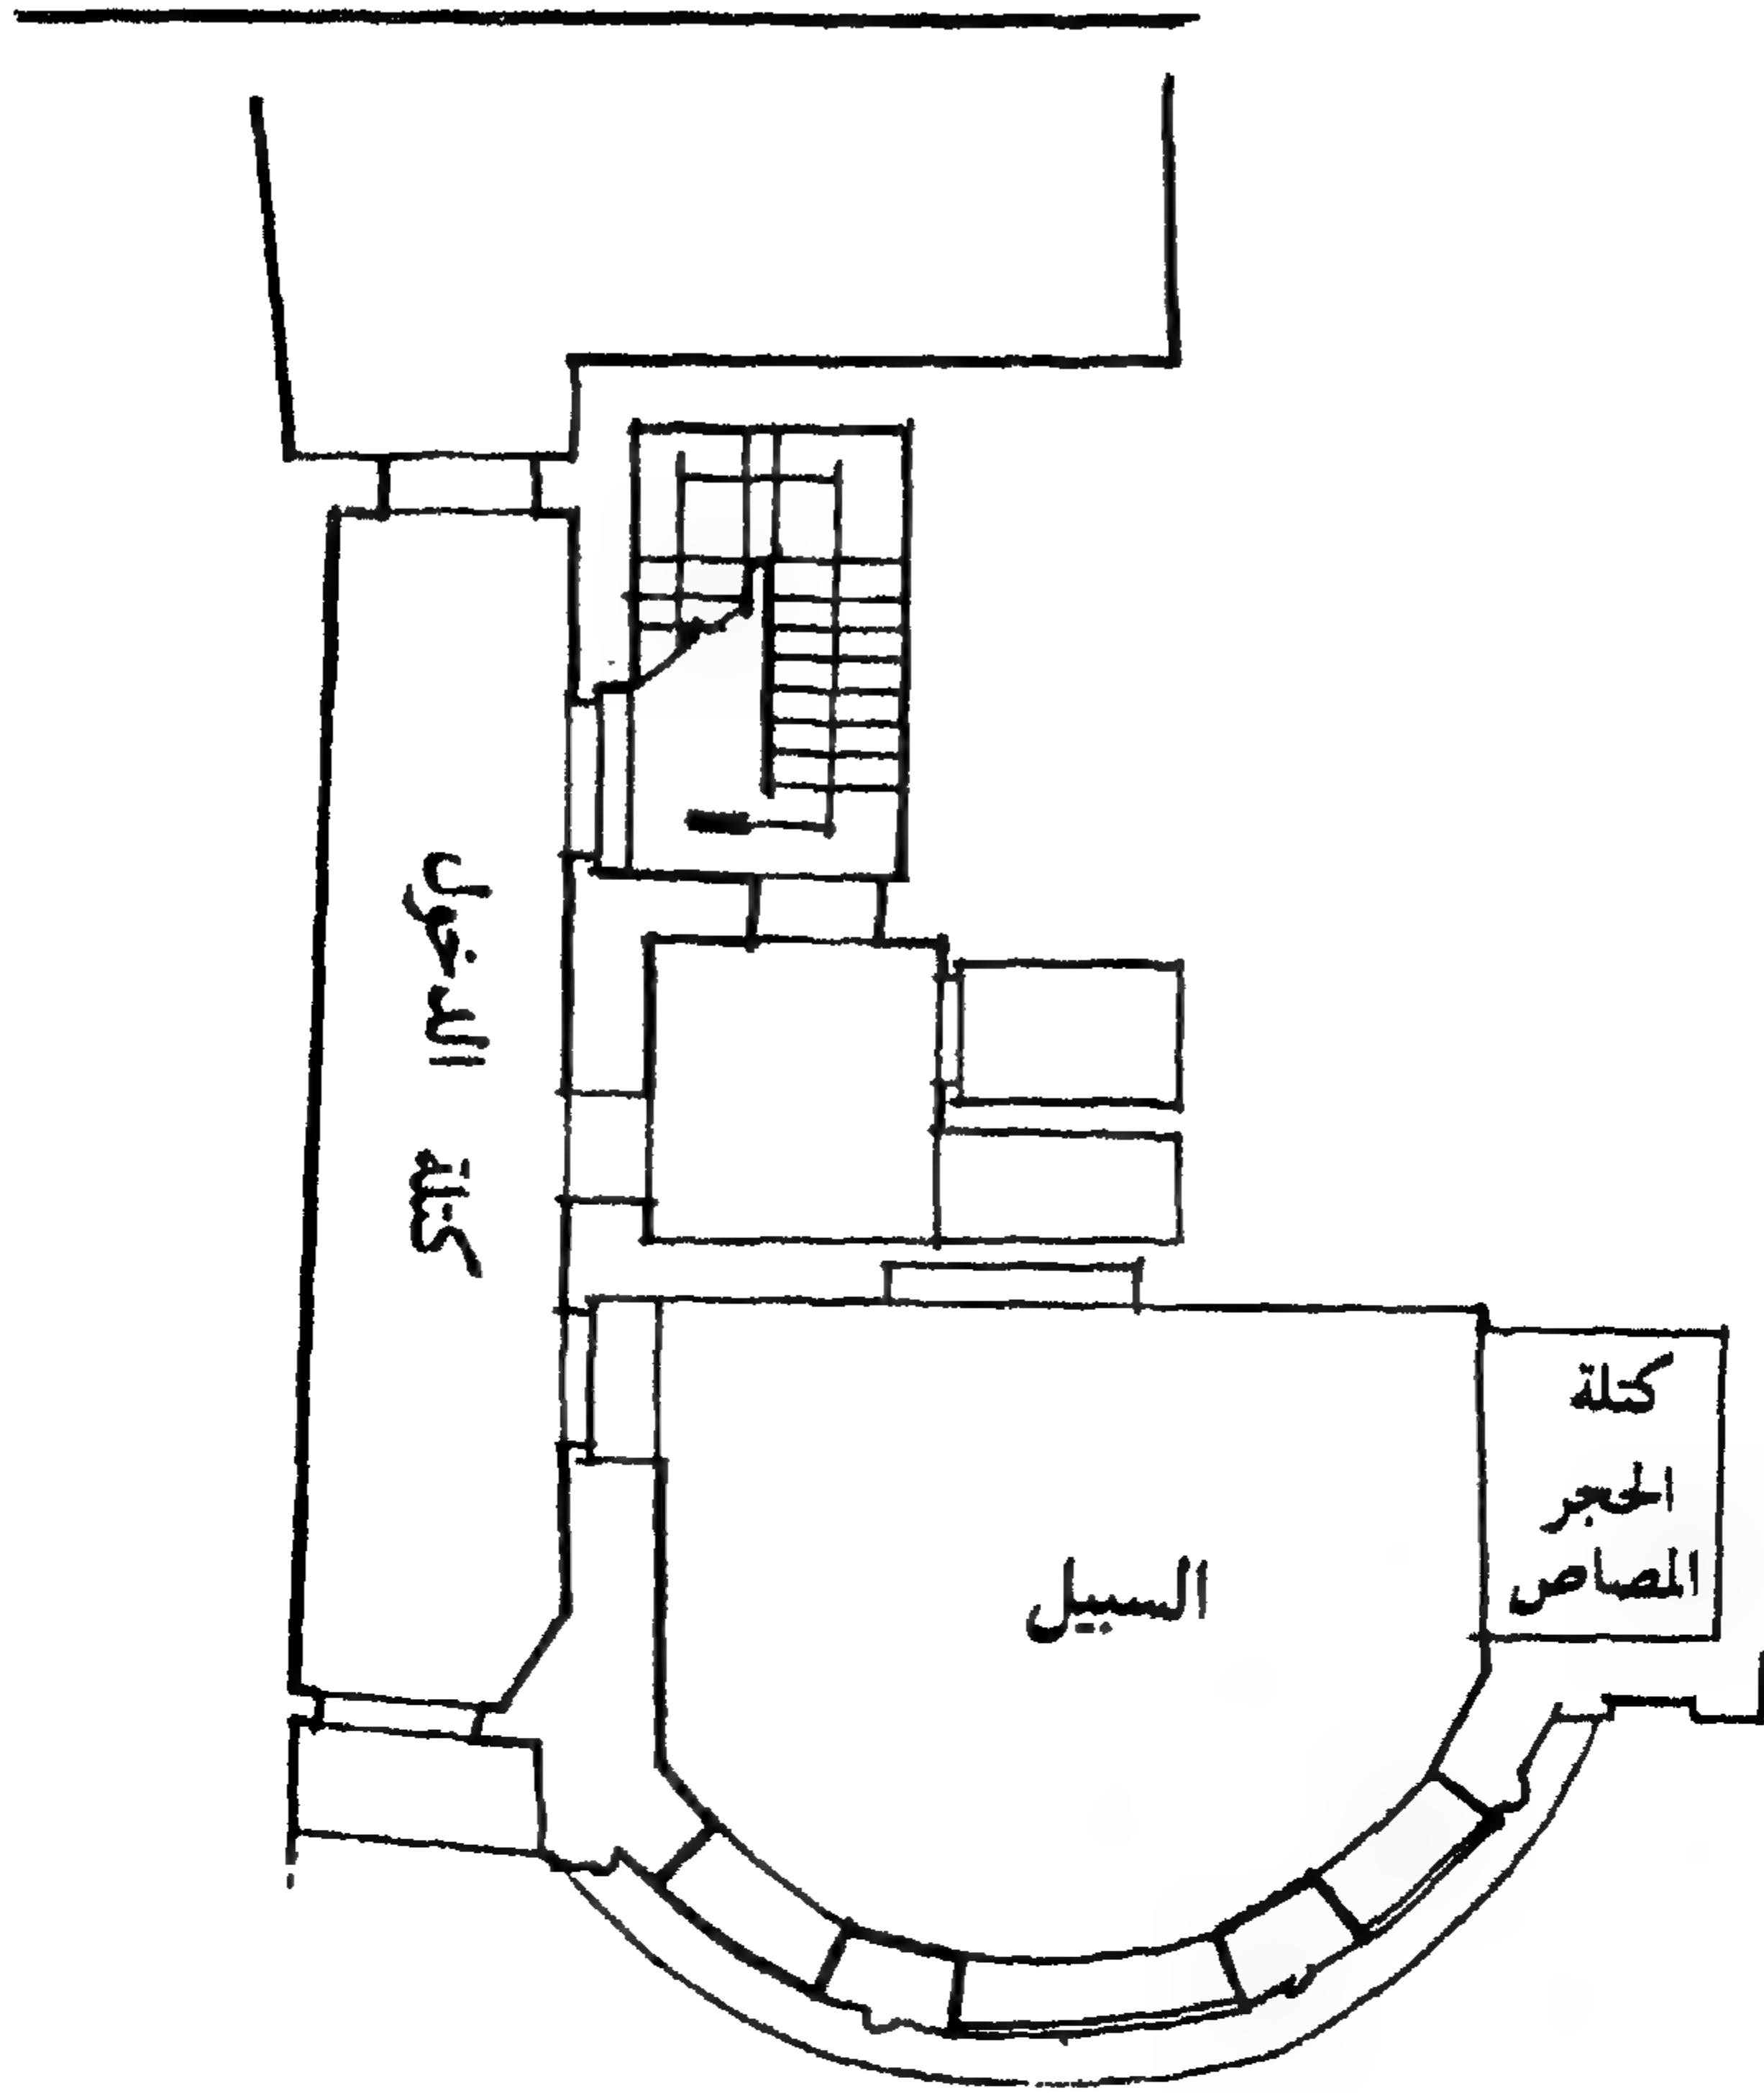 كتلة الدخول
كتلة
الحجر
المصاص
السبيل